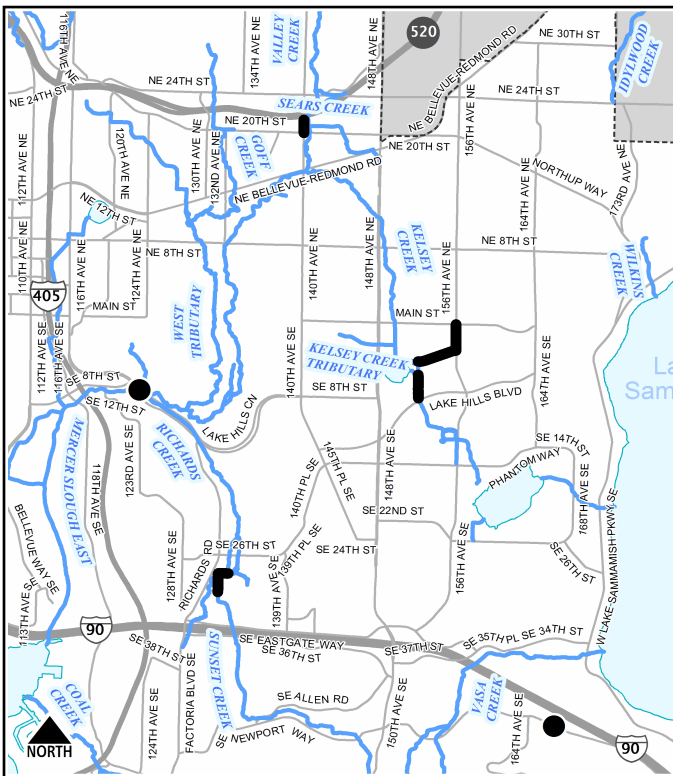 116TH AVE NE
134TH AVE NE
VALLEY
CREEK
148TH AVE NE
520
NE BELLEVUE-REDMOND RD
NE 30TH ST
IDYLWOOD
CREEK
NE 24TH ST
NE 24TH ST
NE 24TH ST
SEARS CREEK
NE 20TH ST
NE 20TH ST
156TH AVE NE
112TH AVE NE
120TH AVE NE
130TH AVE NE
132ND AVE NE
GOFF
CREEK
NE BELLEVUE-REDMOND RD
NORTHUP WAY
164TH AVE NE
173RD AVE NE
NE 12TH ST
110TH AVE NE
116TH AVE NE
124TH AVE NE
NE 8TH ST
140TH AVE NE
148TH AVE NE
KELSEY
CREEK
156TH AVE NE
NE 8TH ST
WILKINS
CREEK
405
MAIN ST
WEST
TRIBUTARY
MAIN ST
112TH AVE SE
116TH AVE SE
SE 8TH ST
140TH AVE SE
KELSEY CREEK
TRIBUTARY
SE 8TH ST
164TH AVE SE
La
Sam
SE 12TH ST
LAKE HILLS CN
LAKE HILLS BLVD
MERCER SLOUGH EAST
118TH AVE SE
123RD AVE SE
RICHARDS
CREEK
145TH PL SE
148TH AVE SE
SE 14TH ST
PHANTOM WAY
168TH AVE SE
140TH PL SE
SE 22ND ST
BELLEVUE WAY SE
128TH AVE SE
RICHARDS RD
SE 26TH ST
139TH PL SE
SE 24TH ST
156TH AVE SE
SE 26TH ST
W LAKE SAMMAMISH PKWY SE
113TH AVE SE
139TH AVE SE
90
SE 38TH ST
SE EASTGATE WAY
SE 36TH ST
SE 37TH ST
SE 35TH PL
SE 34TH ST
SUNSET CREEK
COAL
CREEK
NORTH
124TH AVE SE
FACTORIA BLVD SE
SE ALLEN RD
SE NEWPORT WAY
150TH AVE SE
VASA
CREEK
164TH AVE SE
90